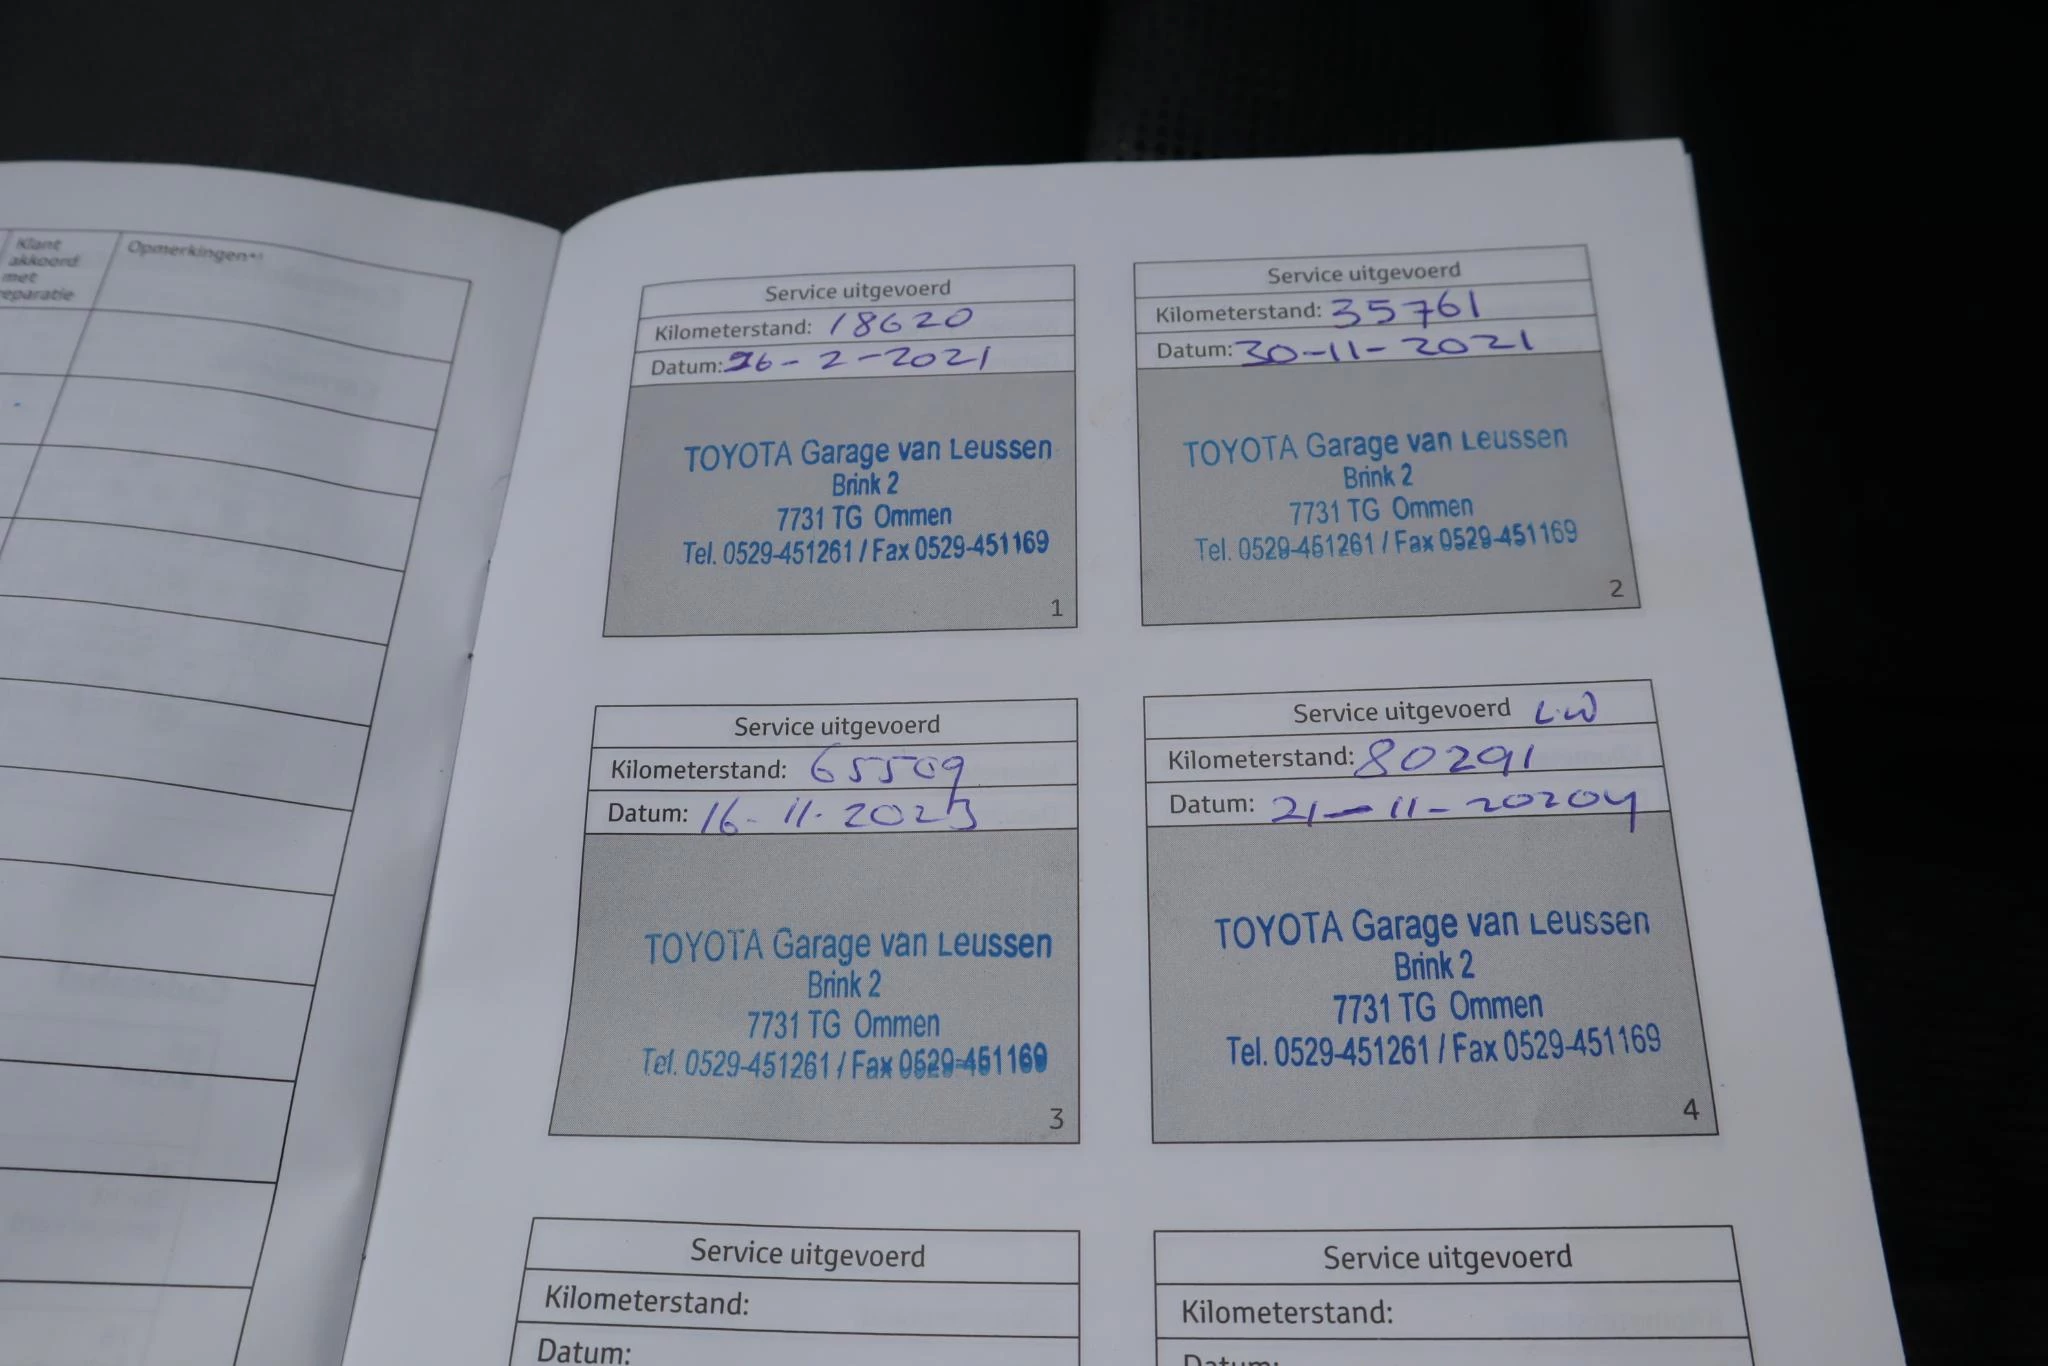 Klant
akkoord
met
reparatie
Opmerkingen*¹
Service uitgevoerd
Kilometerstand: 18620
Datum: 26-2-2021
TOYOTA Garage van Leussen
Brink 2
7731 TG Ommen
Tel. 0529-451261 / Fax 0529-451169
1
Service uitgevoerd
Kilometerstand: 35761
Datum: 30-11-2021
TOYOTA Garage van Leussen
Brink 2
7731 TG Ommen
Tel. 0529-451261 / Fax 0529-451169
2
Service uitgevoerd
Kilometerstand: 65509
Datum: 16-11-2023
TOYOTA Garage van Leussen
Brink 2
7731 TG Ommen
Tel. 0529-451261 / Fax 0529-451169
3
Service uitgevoerd L.W
Kilometerstand: 80291
Datum: 21-11-20204
TOYOTA Garage van Leussen
Brink 2
7731 TG Ommen
Tel. 0529-451261 / Fax 0529-451169
4
Service uitgevoerd
Kilometerstand:
Datum:
Service uitgevoerd
Kilometerstand:
Datum: